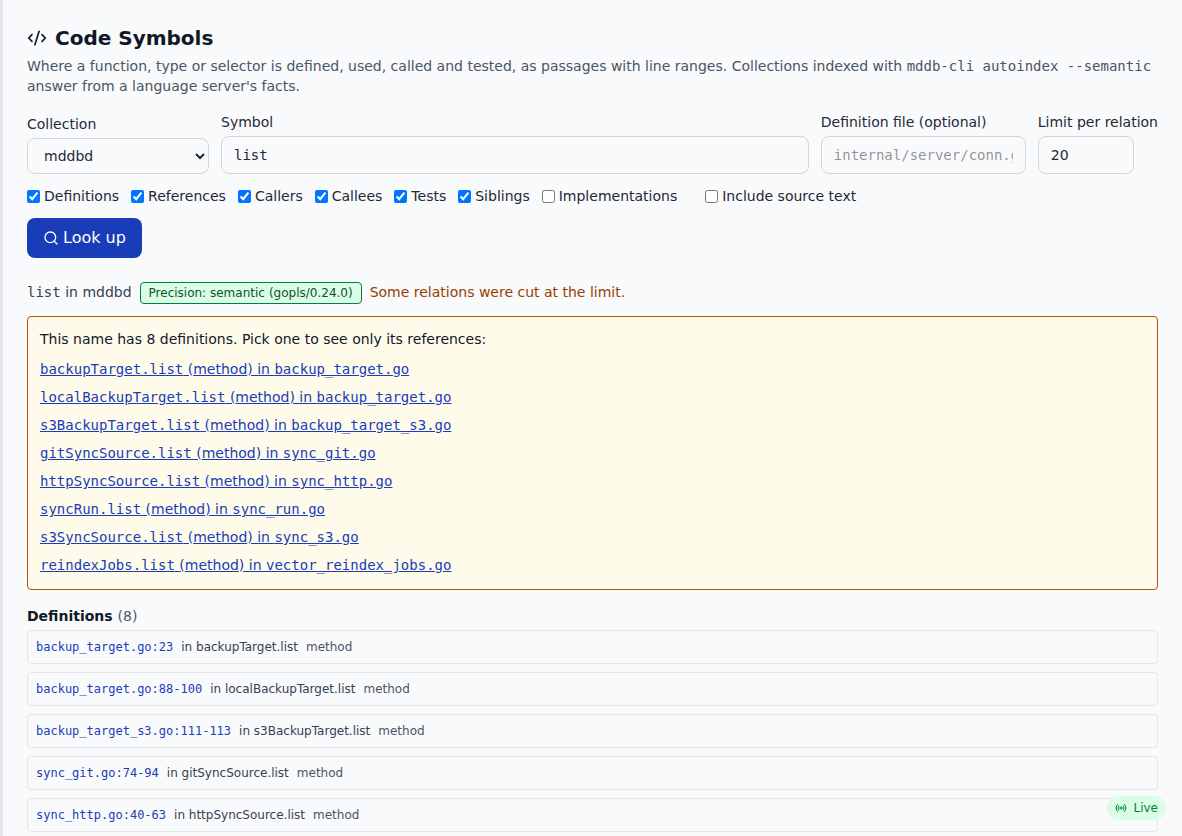 Code Symbols
Where a function, type or selector is defined, used, called and tested, as passages with line ranges. Collections indexed with mddb-cli autoindex --semantic
answer from a language server's facts.
Collection
Symbol
Definition file (optional)
Limit per relation
mddbd
list
internal/server/conn.
20
Definitions References Callers Callees Tests Siblings Implementations Include source text
Look up
list in mddbd Precision: semantic (gopls/0.24.0) Some relations were cut at the limit.
This name has 8 definitions. Pick one to see only its references:
backupTarget.list (method) in backup_target.go
localBackupTarget.list (method) in backup_target.go
s3BackupTarget.list (method) in backup_target_s3.go
gitSyncSource.list (method) in sync_git.go
httpSyncSource.list (method) in sync_http.go
syncRun.list (method) in sync_run.go
s3SyncSource.list (method) in sync_s3.go
reindexJobs.list (method) in vector_reindex_jobs.go
Definitions (8)
backup_target.go:23 in backupTarget.list method
backup_target.go:88-100 in localBackupTarget.list method
backup_target_s3.go:111-113 in s3BackupTarget.list method
sync_git.go:74-94 in gitSyncSource.list method
sync_http.go:40-63 in httpSyncSource.list method
Live